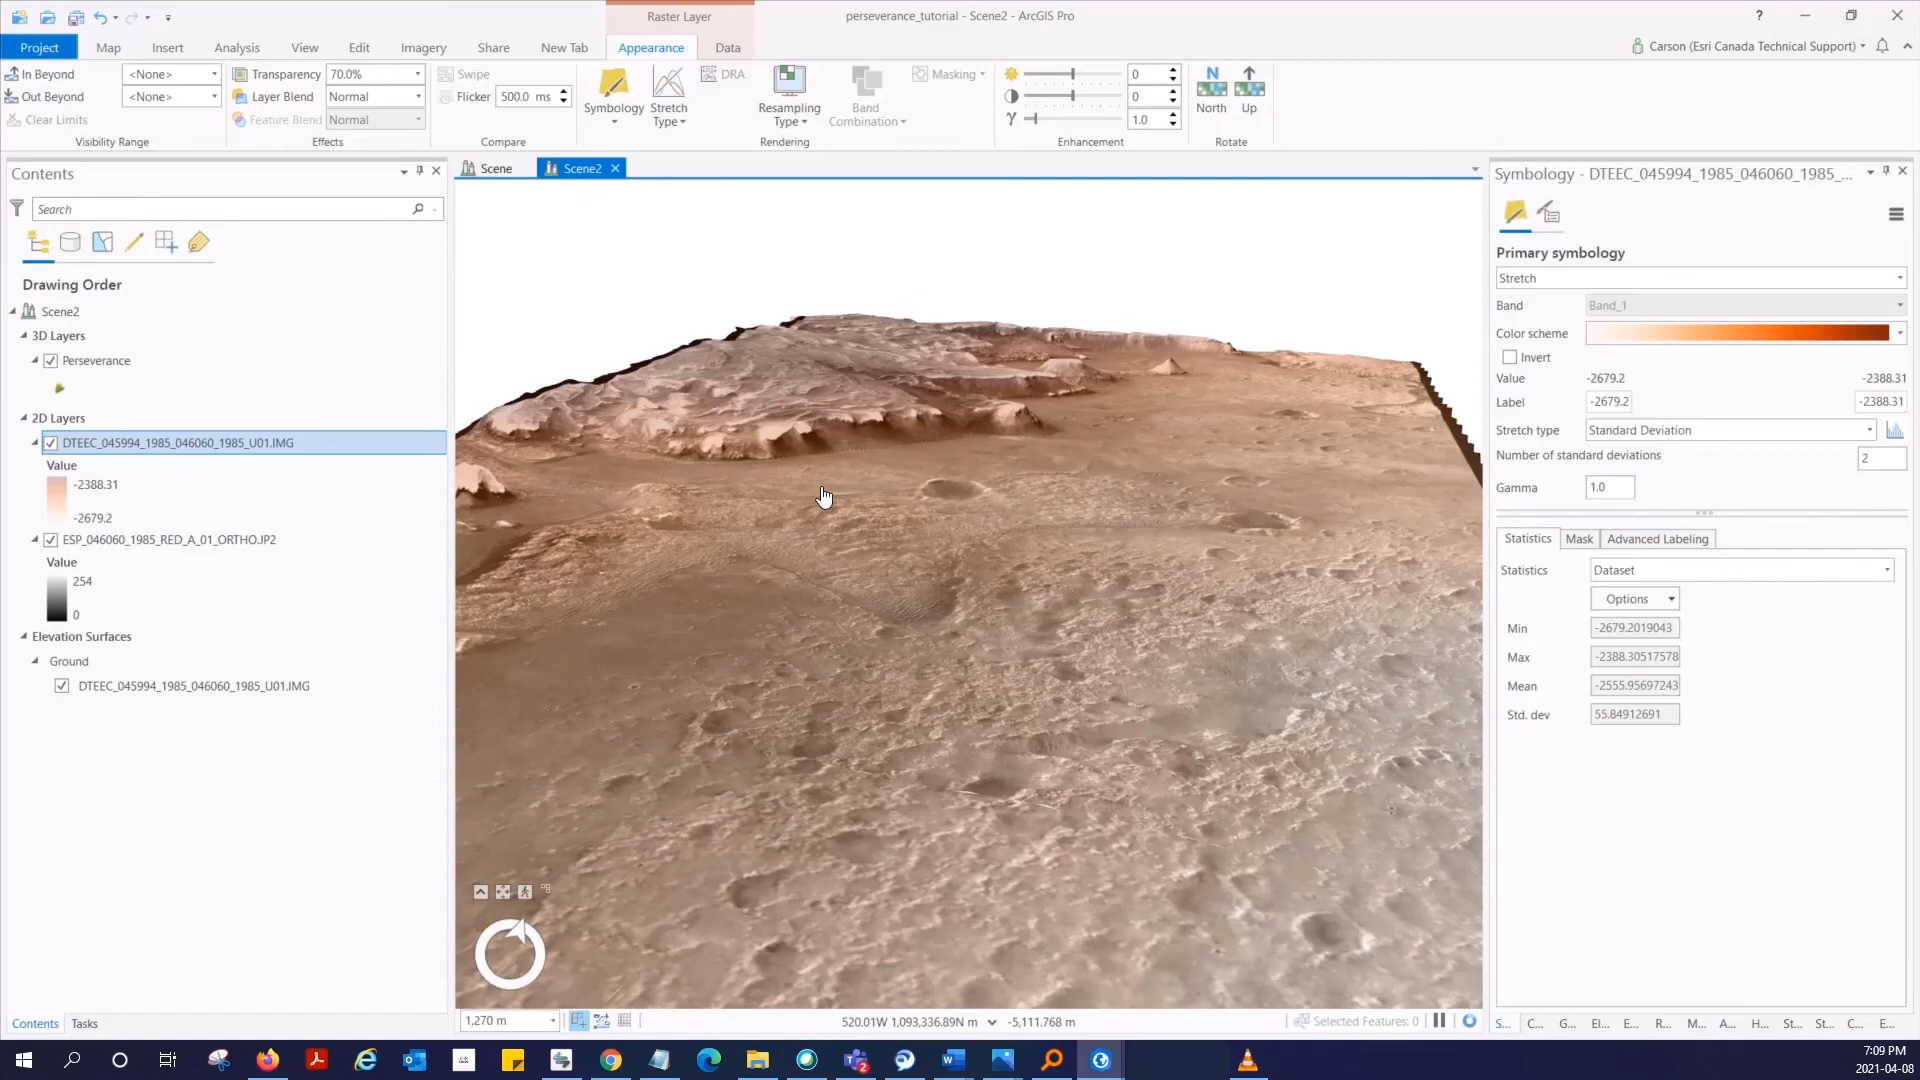 Raster Layer
perseverance_tutorial - Scene2 - ArcGIS Pro
?
Project Map Insert Analysis View Edit Imagery Share New Tab Appearance Data
Carson (Esri Canada Technical Support)
In Beyond <None>
Out Beyond <None>
Clear Limits
Visibility Range
Transparency 70.0%
Layer Blend Normal
Feature Blend Normal
Effects
Swipe
Flicker 500.0 ms
Compare
Symbology
Stretch Type
DRA
Resampling Type
Band Combination
Masking
Rendering
0
0
γ 1.0
Enhancement
N North
Up
Rotate
Contents
Search
Drawing Order
Scene2
3D Layers
Perseverance
2D Layers
DTEEC_045994_1985_046060_1985_U01.IMG
Value
-2388.31
-2679.2
ESP_046060_1985_RED_A_01_ORTHO.JP2
Value
254
0
Elevation Surfaces
Ground
DTEEC_045994_1985_046060_1985_U01.IMG
Contents Tasks
Scene Scene2
1,270 m
520.01W 1,093,336.89N m
-5,111.768 m
Selected Features: 0
Symbology - DTEEC_045994_1985_046060_1985_...
Primary symbology
Stretch
Band Band_1
Color scheme
Invert
Value -2679.2 -2388.31
Label -2679.2 -2388.31
Stretch type Standard Deviation
Number of standard deviations 2
Gamma 1.0
Statistics Mask Advanced Labeling
Statistics Dataset
Options
Min -2679.2019043
Max -2388.30517578
Mean -2555.95697243
Std. dev 55.84912691
S... C... G... El... E... R... M... A... H... St... St... C... E...
2
7:09 PM
2021-04-08